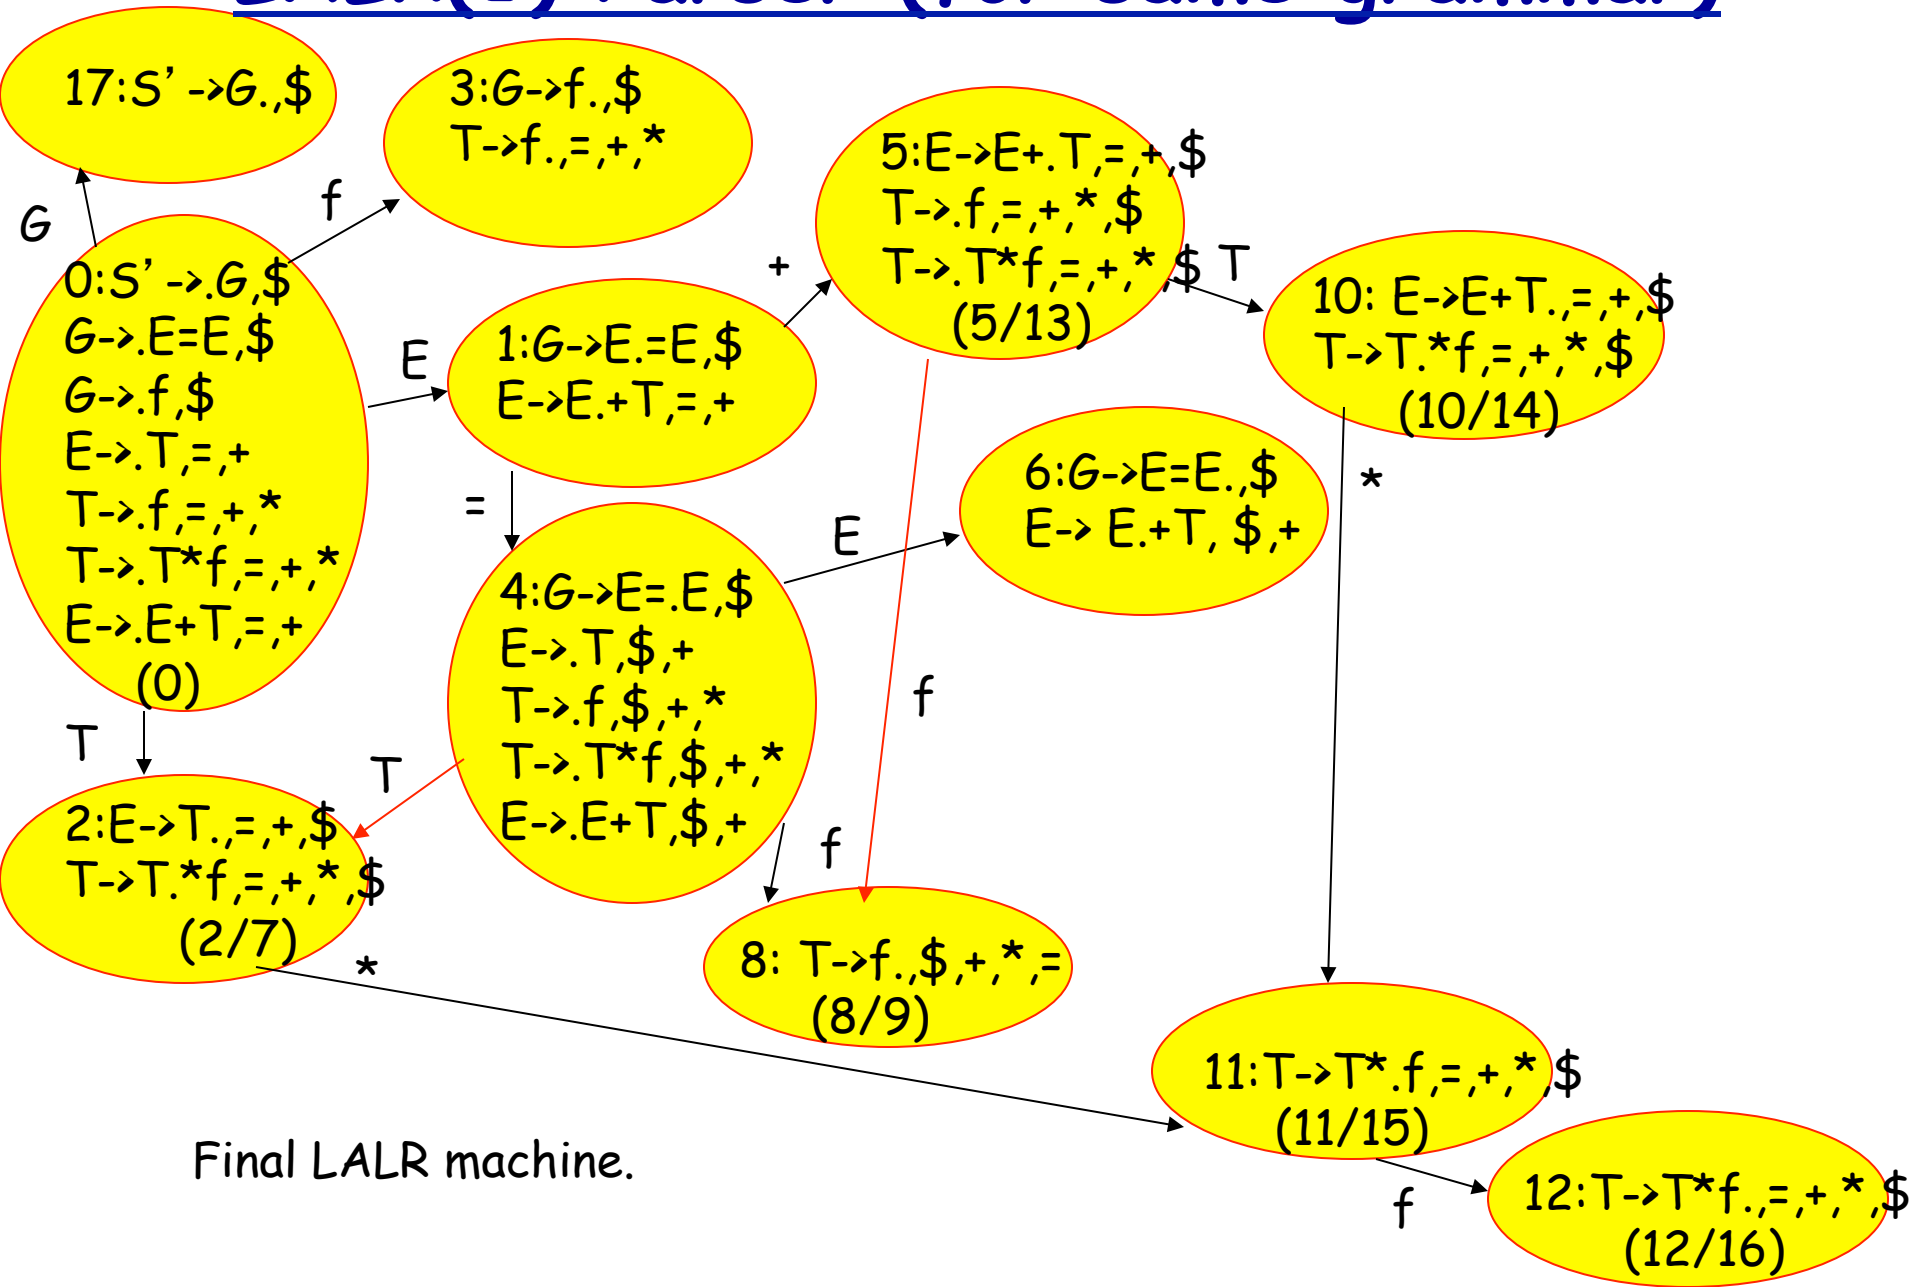 17:S' ->G.,$
3:G->f.,$
T->f.,=,+,*
5:E->E+.T,=,+,$
T->.f,=,+,*,$
T->.T*f,=,+,*,$
(5/13)
G
f
0:S' ->.G,$
G->.E=E,$
G->.f,$
E->.T,=,+
T->.f,=,+,*
T->.T*f,=,+,*
E->.E+T,=,+
(0)
E
1:G->E.=E,$
E->E.+T,=,+
+
T
10: E->E+T.,=,+,$
T->T.*f,=,+,*,$
(10/14)
=
E
6:G->E=E.,$
E-> E.+T, $,+
*
4:G->E=.E,$
E->.T,$,+
T->.f,$,+,*
T->.T*f,$,+,*
E->.E+T,$,+
f
T
T
2:E->T.,=,+,$
T->T.*f,=,+,*,$
(2/7)
*
f
8: T->f.,$,+,*,=
(8/9)
11:T->T*.f,=,+,*,$
(11/15)
Final LALR machine.
f
12:T->T*f.,=,+,*,$
(12/16)